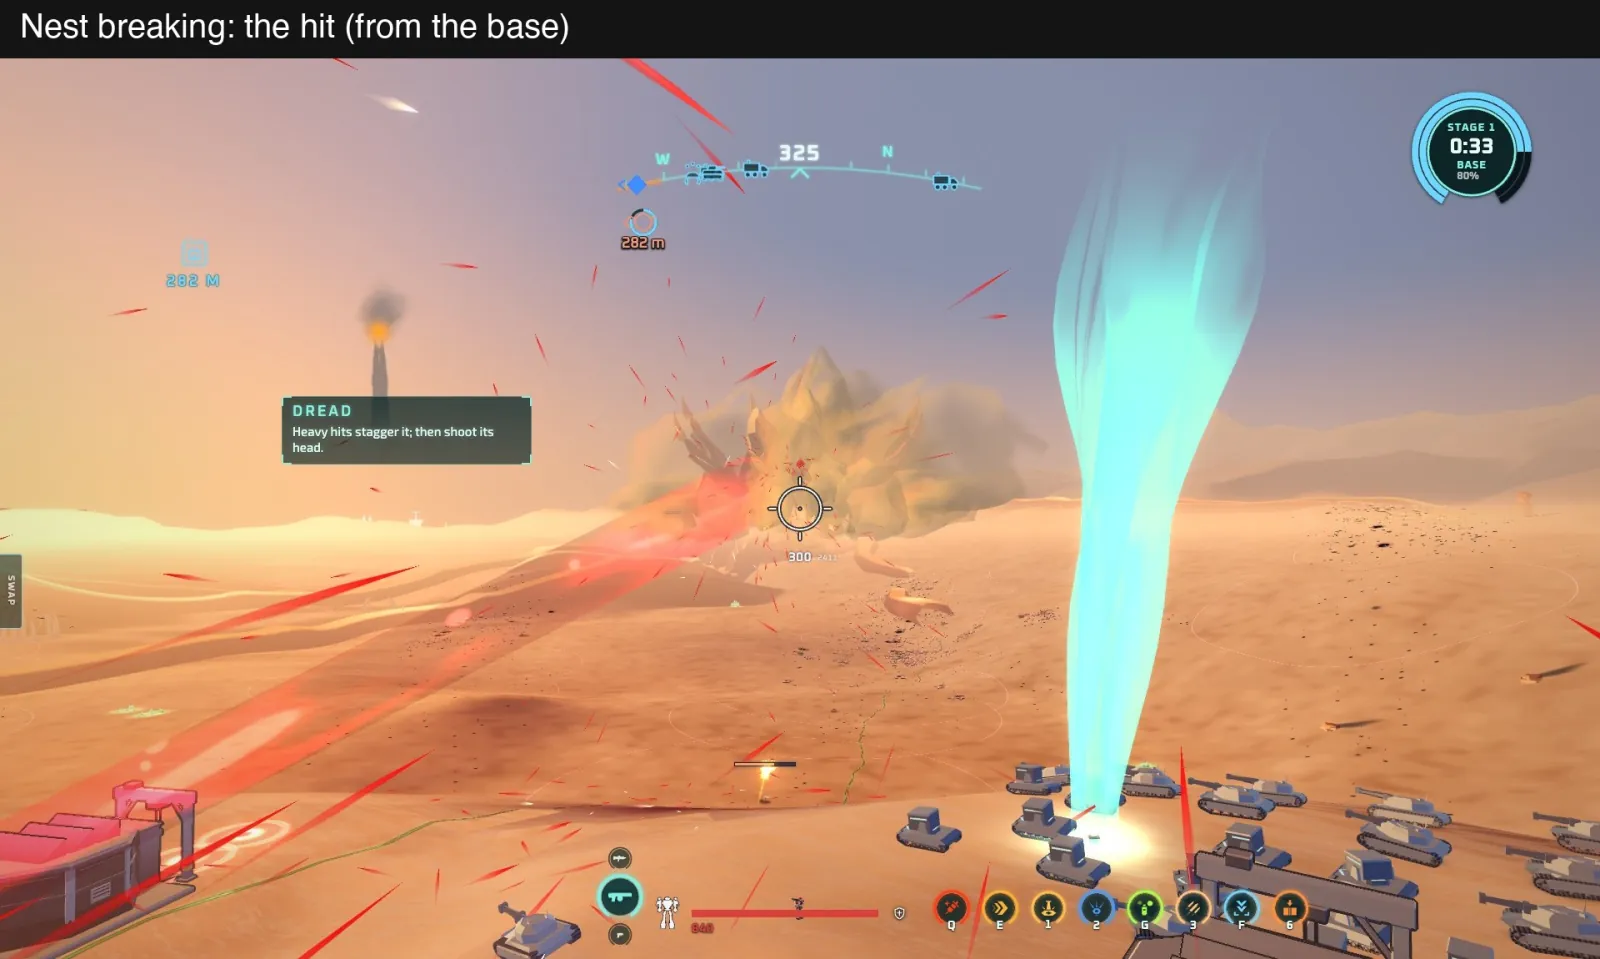 Nest breaking: the hit (from the base)
W
325
N
STAGE 1
0:33
BASE
80%
282 m
282 M
DREAD
Heavy hits stagger it; then shoot its
head.
300
SWAP
840
Q
E
1
2
G
3
F
6